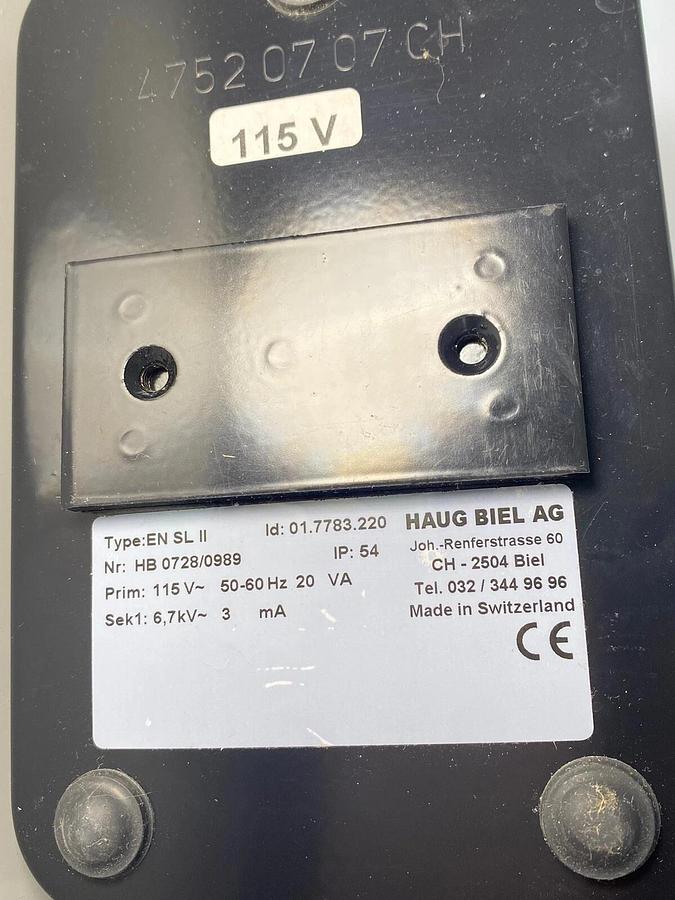 4752 07 07 CH
115 V
Type:EN SL II
Id: 01.7783.220
HAUG BIEL AG
Nr: HB 0728/0989
IP: 54
Joh.-Renferstrasse 60
CH - 2504 Biel
Prim: 115 V~ 50-60 Hz 20 VA
Tel. 032 / 344 96 96
Sek1: 6,7kV~ 3 mA
Made in Switzerland
CE